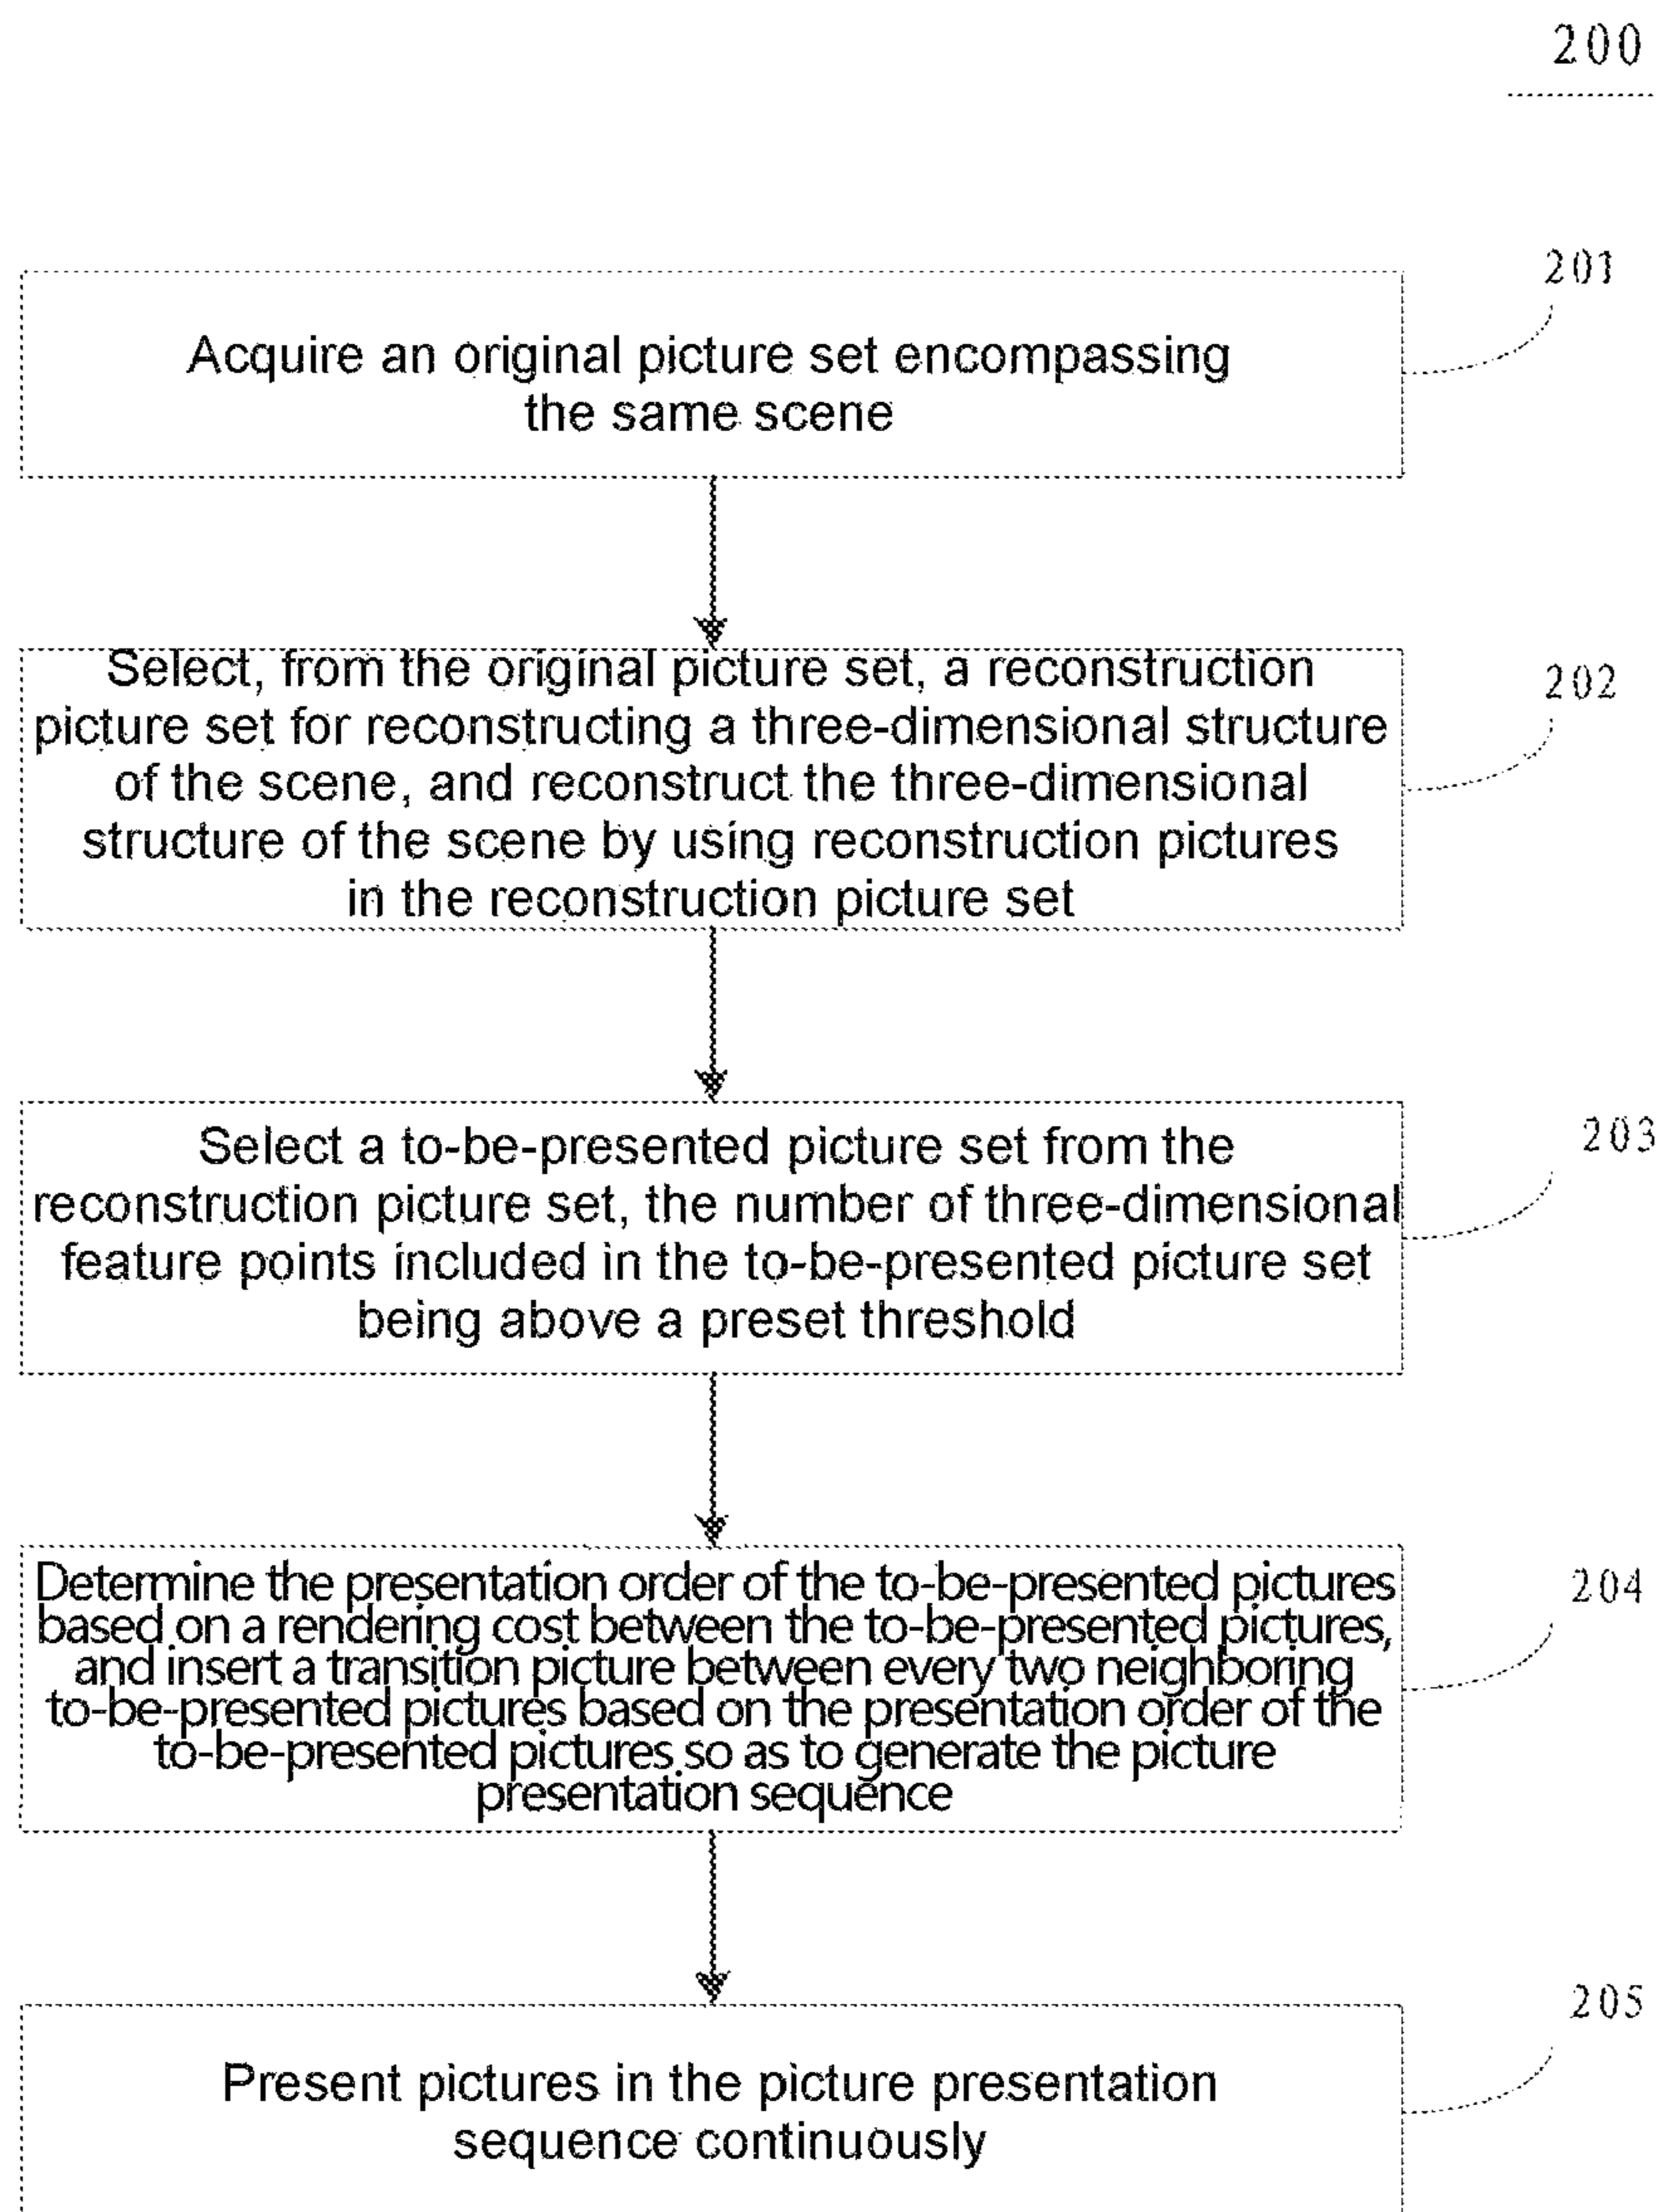 200
201
Acquire an original picture set encompassing
the same scene
202
Select, from the original picture set, a reconstruction
picture set for reconstructing a three-dimensional structure
of the scene, and reconstruct the three-dimensional
structure of the scene by using reconstruction pictures
in the reconstruction picture set
203
Select a to-be-presented picture set from the
reconstruction picture set, the number of three-dimensional
feature points included in the to-be-presented picture set
being above a preset threshold
204
Determine the presentation order of the to-be-presented pictures
based on a rendering cost between the to-be-presented pictures,
and insert a transition picture between every two neighboring
to-be-presented pictures based on the presentation order of the
to-be-presented pictures so as to generate the picture
presentation sequence
205
Present pictures in the picture presentation
sequence continuously